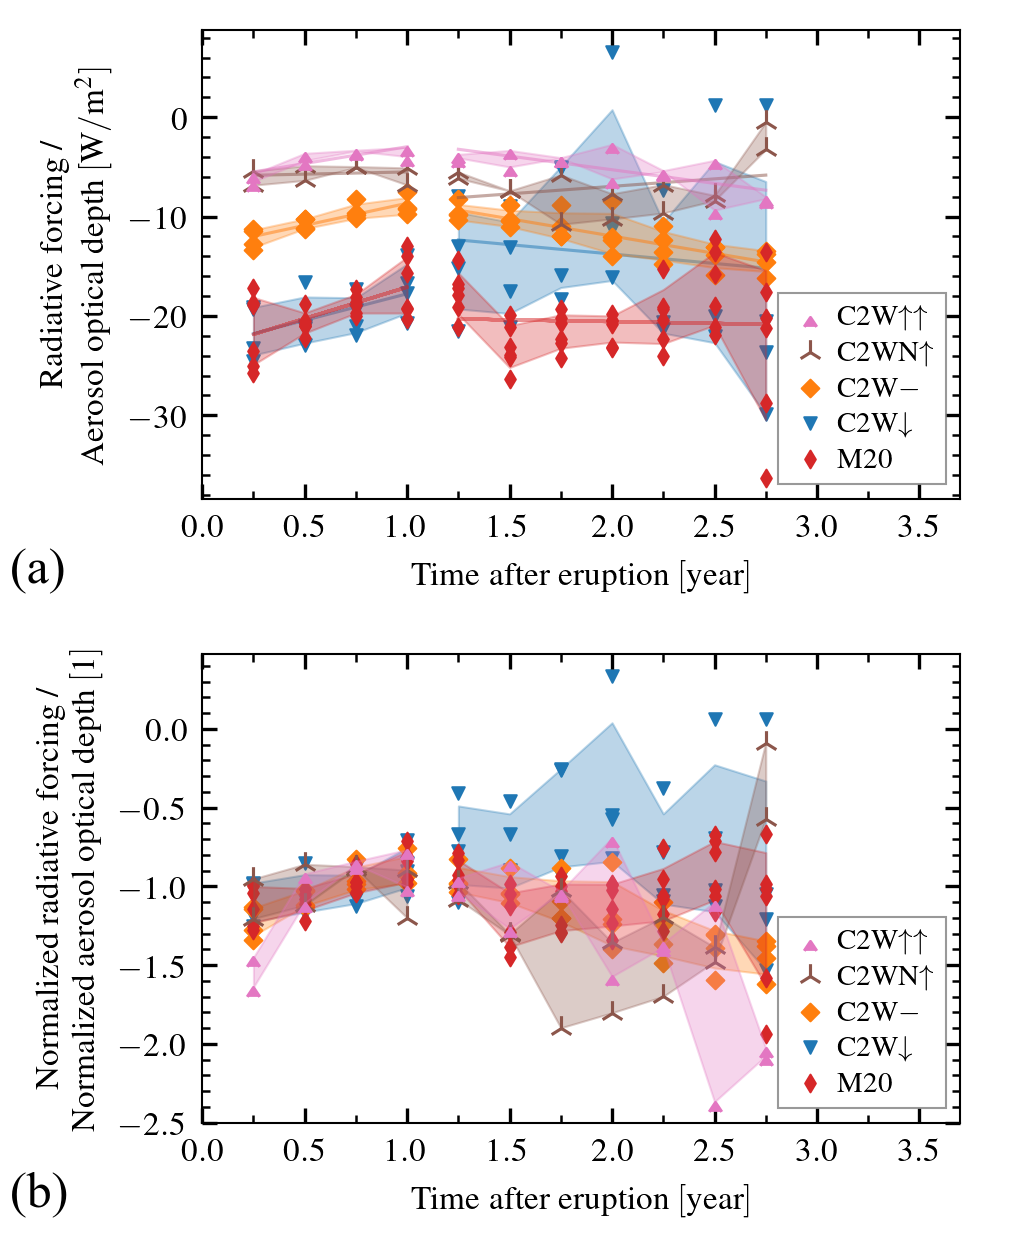 Radiative forcing /
Aerosol optical depth [W/m²]
0
−10
−20
−30
C2W↑↑
C2WN↑
C2W−
C2W↓
M20
0.0 0.5 1.0 1.5 2.0 2.5 3.0 3.5
Time after eruption [year]
(a)
Normalized radiative forcing /
Normalized aerosol optical depth [1]
0.0
−0.5
−1.0
−1.5
−2.0
−2.5
C2W↑↑
C2WN↑
C2W−
C2W↓
M20
0.0 0.5 1.0 1.5 2.0 2.5 3.0 3.5
Time after eruption [year]
(b)